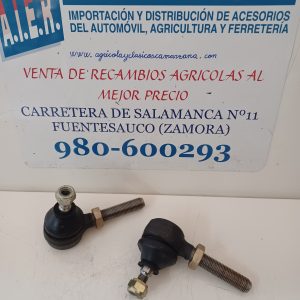 A.T.E.R.
IMPORTACIÓN Y DISTRIBUCIÓN DE ACCESORIOS
DEL AUTOMÓVIL, AGRICULTURA Y FERRETERÍA
www.agricolayclasicoscanaszana.com
VENTA DE RECAMBIOS AGRICOLAS AL
MEJOR PRECIO
CARRETERA DE SALAMANCA Nº11
FUENTESAUCO (ZAMORA)
980-600293